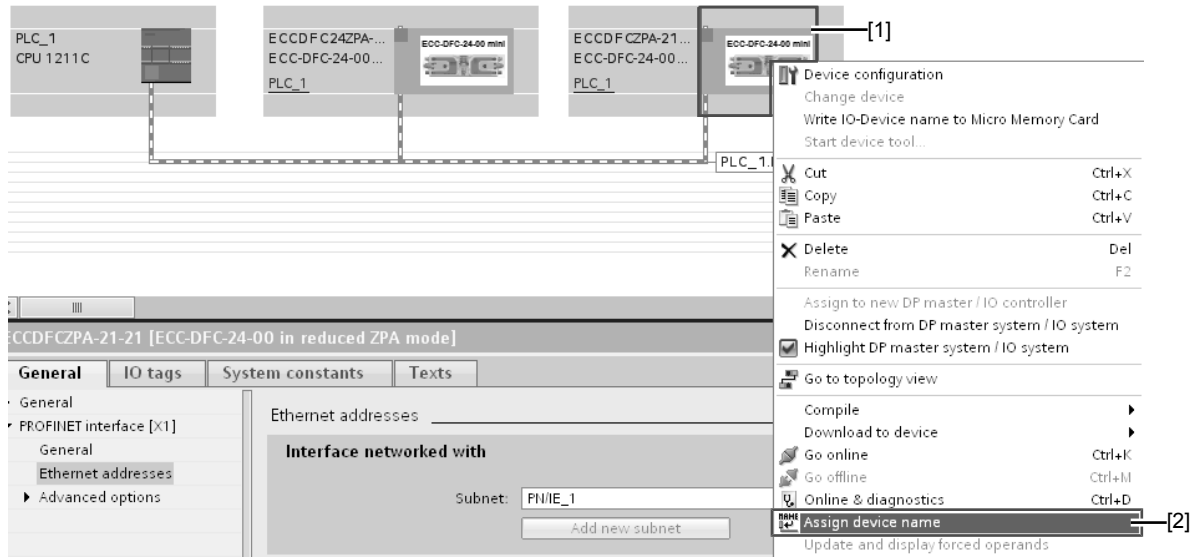 PLC_1
CPU 1211C
ECCDFC24ZPA-...
ECC-DFC-24-00...
PLC_1
ECC-DFC-24-00 mini
ECCDFCZPA-21...
ECC-DFC-24-00...
PLC_1
ECC-DFC-24-00 mini
[1]
PLC_1.
Device configuration
Change device
Write IO-Device name to Micro Memory Card
Start device tool...
Cut Ctrl+X
Copy Ctrl+C
Paste Ctrl+V
Delete Del
Rename F2
Assign to new DP master / IO controller
Disconnect from DP master system / IO system
Highlight DP master system / IO system
Go to topology view
Compile
Download to device
Go online Ctrl+K
Go offline Ctrl+M
Online & diagnostics Ctrl+D
NAME Assign device name
[2]
Update and display forced operands
ECCDFCZPA-21-21 [ECC-DFC-24-00 in reduced ZPA mode]
General IO tags System constants Texts
General
PROFINET interface [X1]
General
Ethernet addresses
Advanced options
Ethernet addresses
Interface networked with
Subnet: PN/IE_1
Add new subnet